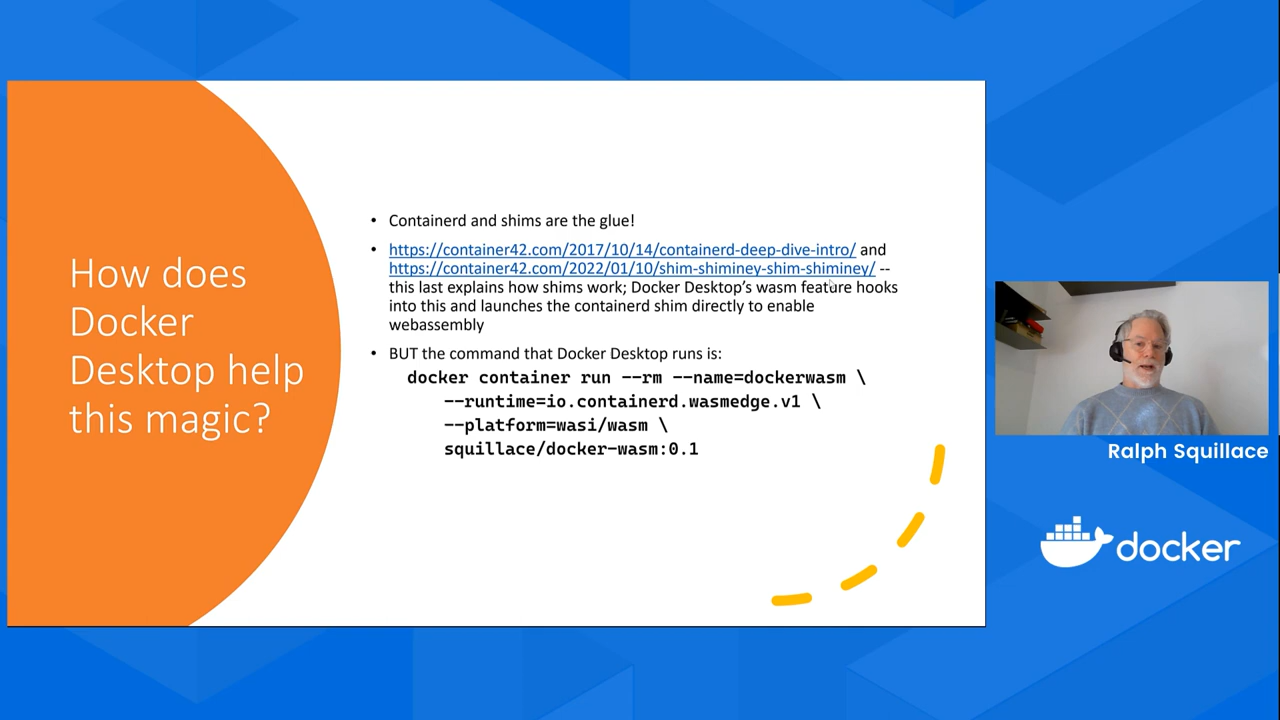 How does
Docker
Desktop help
this magic?
• Containerd and shims are the glue!
• https://container42.com/2017/10/14/containerd-deep-dive-intro/ and
https://container42.com/2022/01/10/shim-shiminey-shim-shiminey/ --
this last explains how shims work; Docker Desktop’s wasm feature hooks
into this and launches the containerd shim directly to enable
webassembly
• BUT the command that Docker Desktop runs is:
docker container run --rm --name=dockerwasm \
--runtime=io.containerd.wasmedge.v1 \
--platform=wasi/wasm \
squillace/docker-wasm:0.1
Ralph Squillace
docker